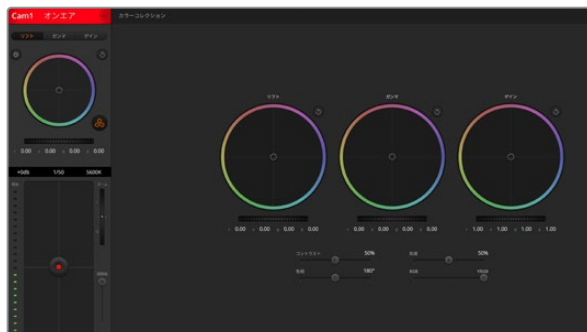 Cam1 オンエア
カラーコレクション
リフト ガンマ ゲイン
0.00 0.00 0.00 0.00
+0db 1/50 5600K
リフト ガンマ ゲイン
0.00 0.00 0.00 0.00 0.00 0.00 0.00 0.00 1.00 1.00 1.00 1.00
コントラスト 50% 50%
色相 180° 100%